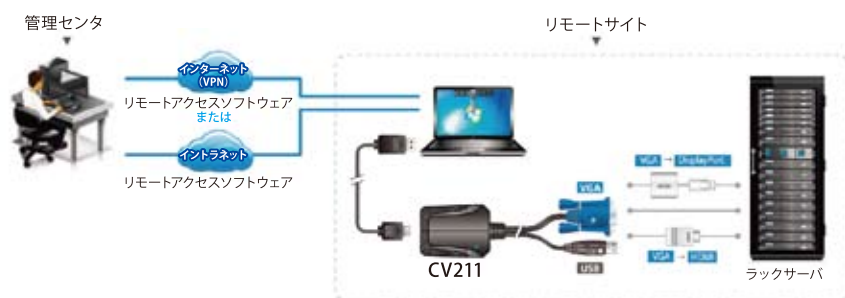 管理センタ
リモートサイト
インターネット
(VPN)
リモートアクセスソフトウェア
または
イントラネット
リモートアクセスソフトウェア
VGA → DisplayPort
VGA
CV211
USB
VGA → HDMI
ラックサーバ